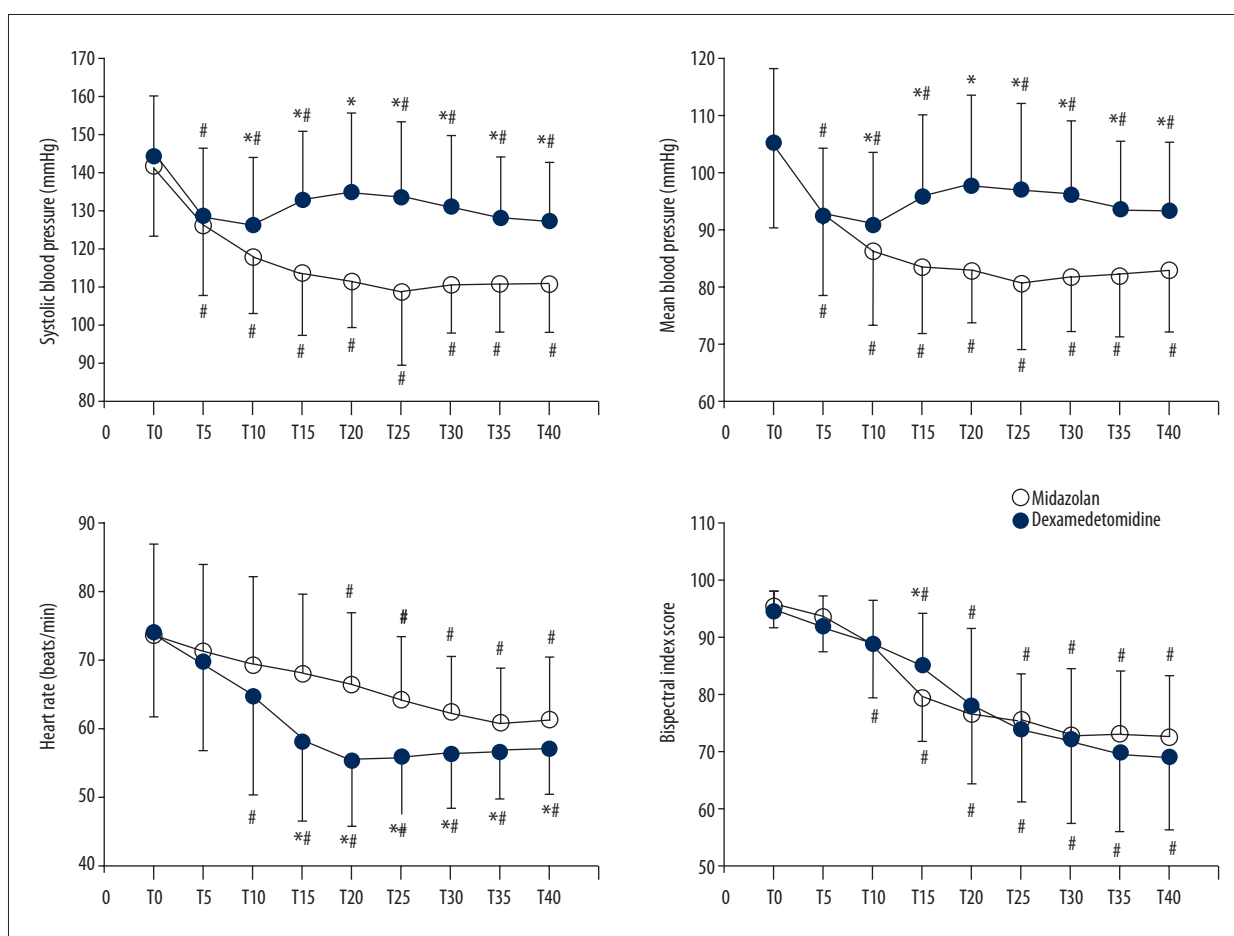 Systolic blood pressure (mmHg)
170
160
150
140
130
120
110
100
90
80
# *# *# * *# *# *# *#
# # # # # # # #
0 T0 T5 T10 T15 T20 T25 T30 T35 T40
Mean blood pressure (mmHg)
120
110
100
90
80
70
60
# *# *# * *# *# *# *#
# # # # # # # #
0 T0 T5 T10 T15 T20 T25 T30 T35 T40
Heart rate (beats/min)
90
80
70
60
50
40
# # # # #
# *# *# *# *# *# *#
0 T0 T5 T10 T15 T20 T25 T30 T35 T40
Midazolan
Dexamedetomidine
Bispectral index score
110
100
90
80
70
60
50
*# # # # # #
# # # # # # #
0 T0 T5 T10 T15 T20 T25 T30 T35 T40